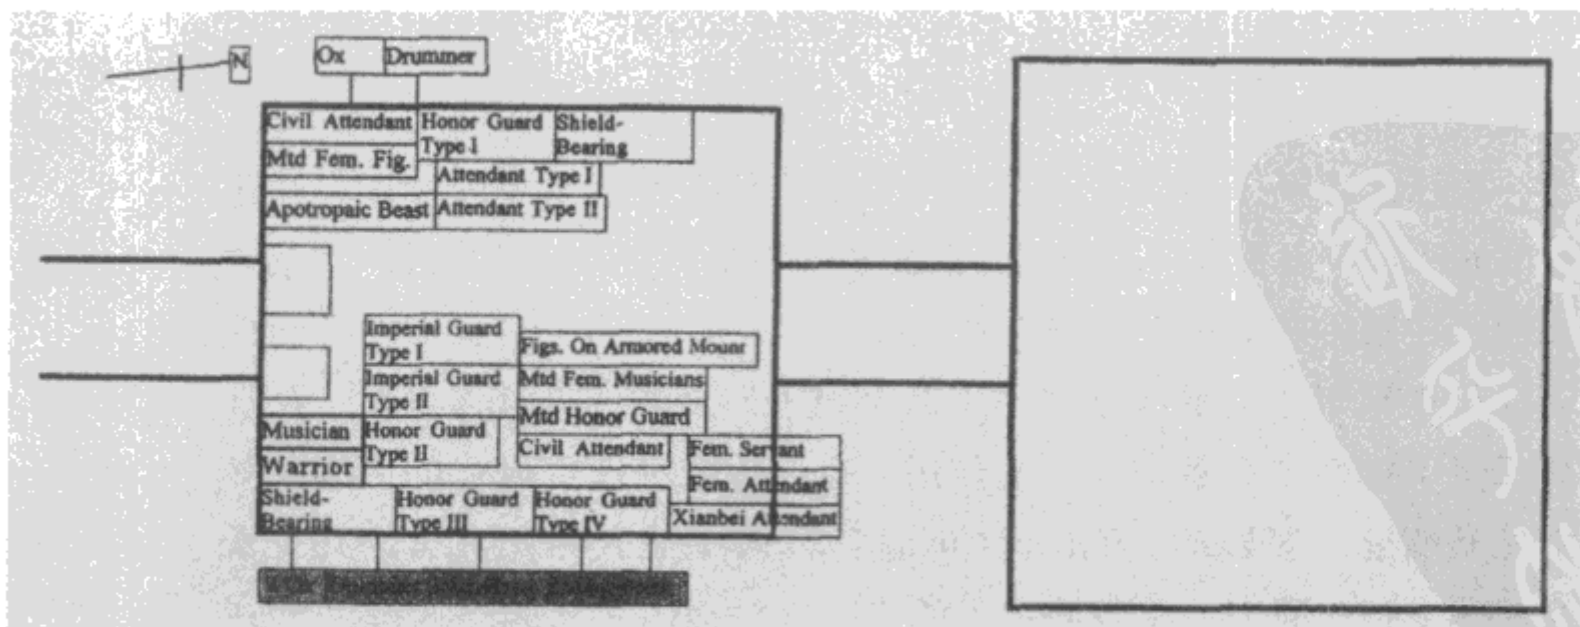 N
Ox
Drummer
Civil Attendant
Honor Guard
Type I
Shield-
Bearing
Mtd Fem. Fig.
Attendant Type I
Apotropaic Beast
Attendant Type II
Imperial Guard
Type I
Figs. On Armored Mount
Imperial Guard
Type II
Mtd Fem. Musicians
Mtd Honor Guard
Musician
Honor Guard
Type II
Civil Attendant
Fem. Servant
Warrior
Fem. Attendant
Shield-
Bearing
Honor Guard
Type III
Honor Guard
Type IV
Xianbei Attendant